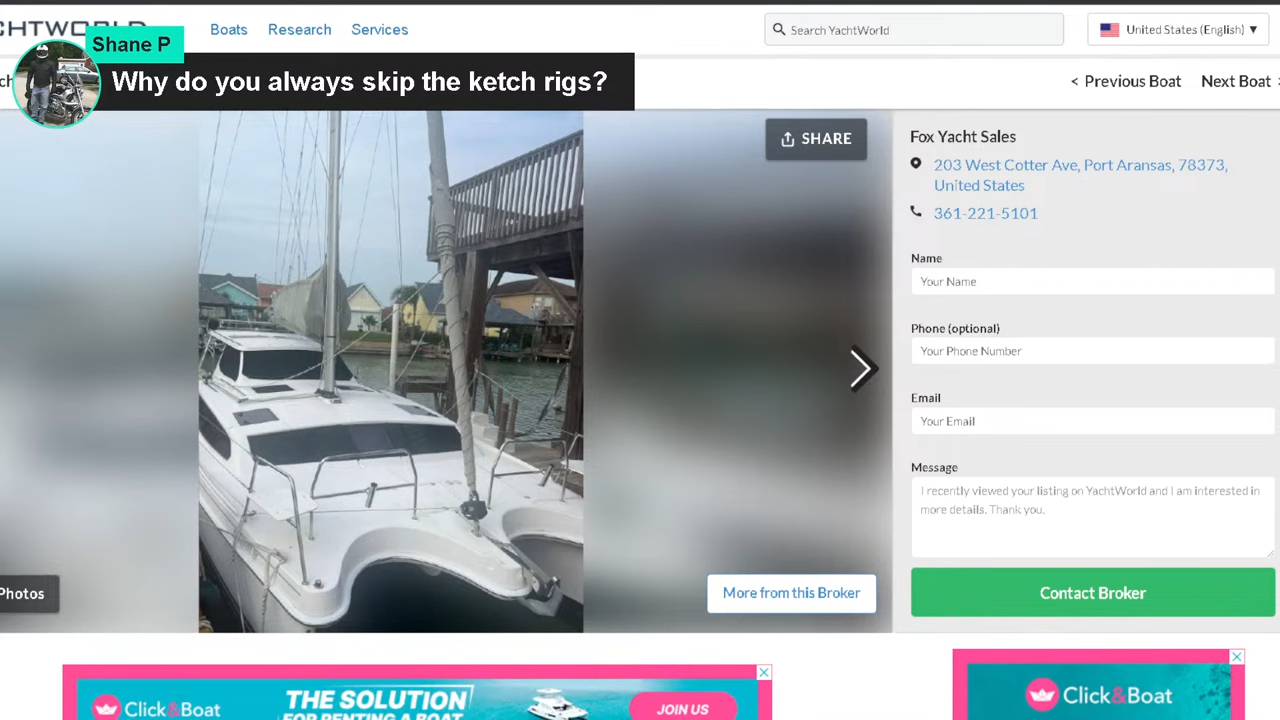 CHTWORLD
Boats
Research
Services
Search YachtWorld
United States (English) ▼
Shane P
Why do you always skip the ketch rigs?
< Previous Boat
Next Boat >
SHARE
Photos
More from this Broker
Fox Yacht Sales
203 West Cotter Ave, Port Aransas, 78373,
United States
361-221-5101
Name
Your Name
Phone (optional)
Your Phone Number
Email
Your Email
Message
I recently viewed your listing on YachtWorld and I am interested in
more details. Thank you.
Contact Broker
Click&Boat
THE SOLUTION
FOR RENTING A BOAT
JOIN US
Click&Boat